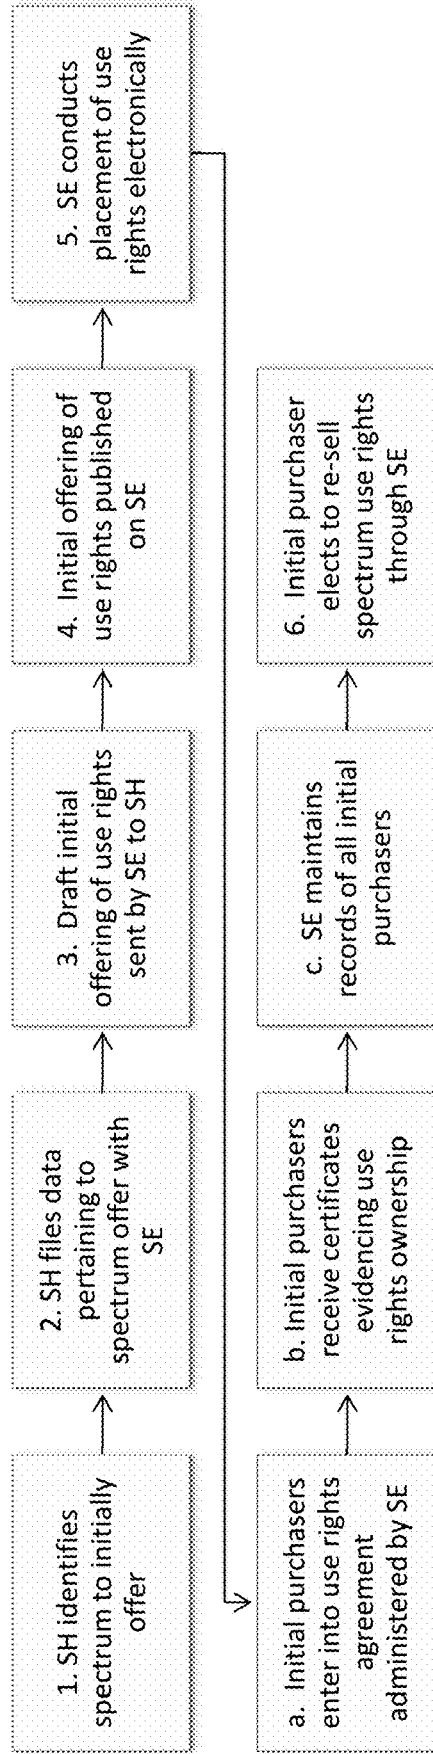 1. SH identifies
spectrum to initially
offer
2. SH files data
pertaining to
spectrum offer with
SE
3. Draft initial
offering of use rights
sent by SE to SH
4. Initial offering of
use rights published
on SE
5. SE conducts
placement of use
rights electronically
a. Initial purchasers
enter into use rights
agreement
administered by SE
b. Initial purchasers
receive certificates
evidencing use
rights ownership
c. SE maintains
records of all initial
purchasers
6. Initial purchaser
elects to re-sell
spectrum use rights
through SE